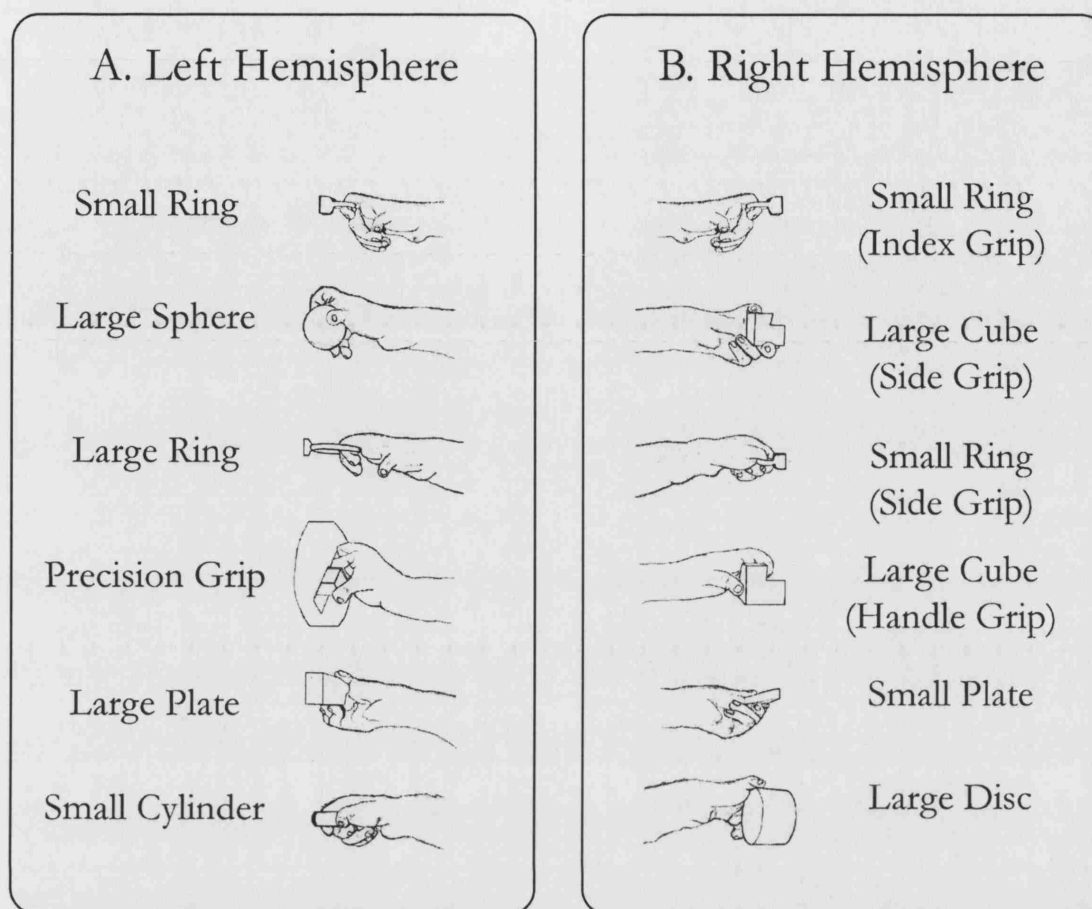 A. Left Hemisphere
Small Ring
Large Sphere
Large Ring
Precision Grip
Large Plate
Small Cylinder
B. Right Hemisphere
Small Ring
(Index Grip)
Large Cube
(Side Grip)
Small Ring
(Side Grip)
Large Cube
(Handle Grip)
Small Plate
Large Disc